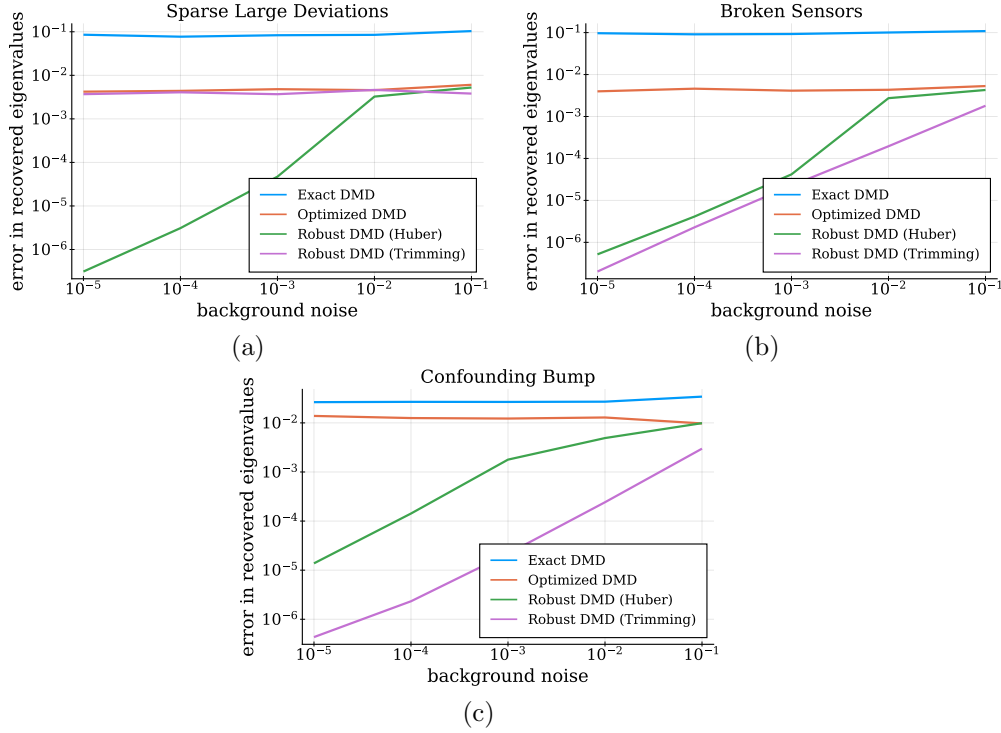 Sparse Large Deviations
error in recovered eigenvalues
10⁻¹
10⁻²
10⁻³
10⁻⁴
10⁻⁵
10⁻⁶
Exact DMD
Optimized DMD
Robust DMD (Huber)
Robust DMD (Trimming)
10⁻⁵ 10⁻⁴ 10⁻³ 10⁻² 10⁻¹
background noise
(a)
Broken Sensors
error in recovered eigenvalues
10⁻¹
10⁻²
10⁻³
10⁻⁴
10⁻⁵
10⁻⁶
Exact DMD
Optimized DMD
Robust DMD (Huber)
Robust DMD (Trimming)
10⁻⁵ 10⁻⁴ 10⁻³ 10⁻² 10⁻¹
background noise
(b)
Confounding Bump
error in recovered eigenvalues
10⁻²
10⁻³
10⁻⁴
10⁻⁵
10⁻⁶
Exact DMD
Optimized DMD
Robust DMD (Huber)
Robust DMD (Trimming)
10⁻⁵ 10⁻⁴ 10⁻³ 10⁻² 10⁻¹
background noise
(c)